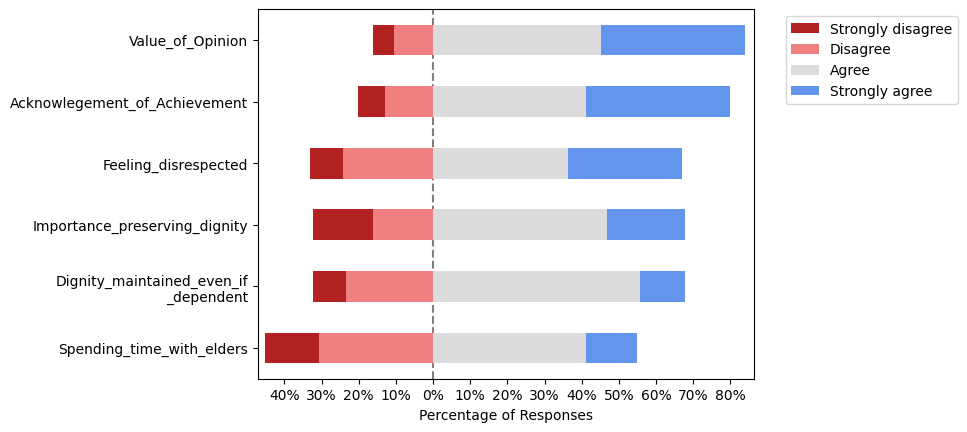 Value_of_Opinion
Acknowlegement_of_Achievement
Feeling_disrespected
Importance_preserving_dignity
Dignity_maintained_even_if
_dependent
Spending_time_with_elders
40% 30% 20% 10% 0% 10% 20% 30% 40% 50% 60% 70% 80%
Percentage of Responses
Strongly disagree
Disagree
Agree
Strongly agree